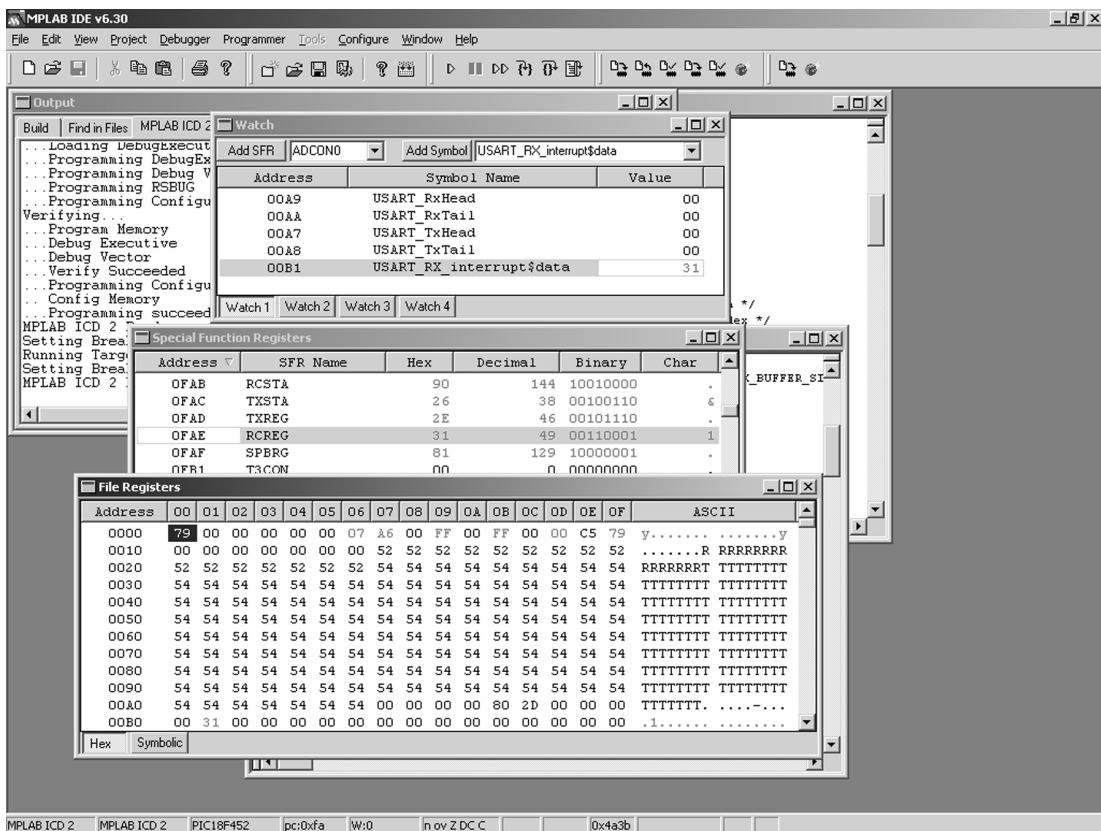 MPLAB IDE v6.30
File Edit View Project Debugger Programmer Tools Configure Window Help
Output
Build Find in Files MPLAB ICD 2
...Loading DebugExecut
...Programming DebugEx
...Programming Debug V
...Programming RSBUG
...Programming Configu
Verifying...
...Program Memory
...Debug Executive
...Debug Vector
...Verify Succeeded
...Programming Configu
.. Config Memory
...Programming succeed
MPLAB ICD 2
Setting Brea
Running Targe
Setting Brea
MPLAB ICD 2
Watch
Add SFR ADCON0 Add Symbol USART_RX_interrupt$data
Address Symbol Name Value
00A9 USART_RxHead 00
00AA USART_RxTail 00
00A7 USART_TxHead 00
00A8 USART_TxTail 00
00B1 USART_RX_interrupt$data 31
Watch 1 Watch 2 Watch 3 Watch 4
*/
*/
K_BUFFER_SI
Special Function Registers
Address SFR Name Hex Decimal Binary Char
0FAB RCSTA 90 144 10010000 .
0FAC TXSTA 26 38 00100110 &
0FAD TXREG 2E 46 00101110 .
0FAE RCREG 31 49 00110001 1
0FAF SPBRG 81 129 10000001 .
0FB1 T3CON 00 0 00000000 .
File Registers
Address 00 01 02 03 04 05 06 07 08 09 0A 0B 0C 0D 0E 0F ASCII
0000 79 00 00 00 00 00 07 A6 00 FF 00 FF 00 00 C5 79 y....... .......y
0010 00 00 00 00 00 00 00 52 52 52 52 52 52 52 52 52 .......R RRRRRRRR
0020 52 52 52 52 52 52 52 54 54 54 54 54 54 54 54 54 RRRRRRRT TTTTTTTT
0030 54 54 54 54 54 54 54 54 54 54 54 54 54 54 54 54 TTTTTTTT TTTTTTTT
0040 54 54 54 54 54 54 54 54 54 54 54 54 54 54 54 54 TTTTTTTT TTTTTTTT
0050 54 54 54 54 54 54 54 54 54 54 54 54 54 54 54 54 TTTTTTTT TTTTTTTT
0060 54 54 54 54 54 54 54 54 54 54 54 54 54 54 54 54 TTTTTTTT TTTTTTTT
0070 54 54 54 54 54 54 54 54 54 54 54 54 54 54 54 54 TTTTTTTT TTTTTTTT
0080 54 54 54 54 54 54 54 54 54 54 54 54 54 54 54 54 TTTTTTTT TTTTTTTT
0090 54 54 54 54 54 54 54 54 54 54 54 54 54 54 54 54 TTTTTTTT TTTTTTTT
00A0 54 54 54 54 54 54 54 00 00 00 00 80 2D 00 00 00 TTTTTTT. ....-...
00B0 00 31 00 00 00 00 00 00 00 00 00 00 00 00 00 00 .1...... ........
Hex Symbolic
MPLAB ICD 2 MPLAB ICD 2 PIC18F452 pc:0xfa W:0 n ov Z DC C 0x4a3b